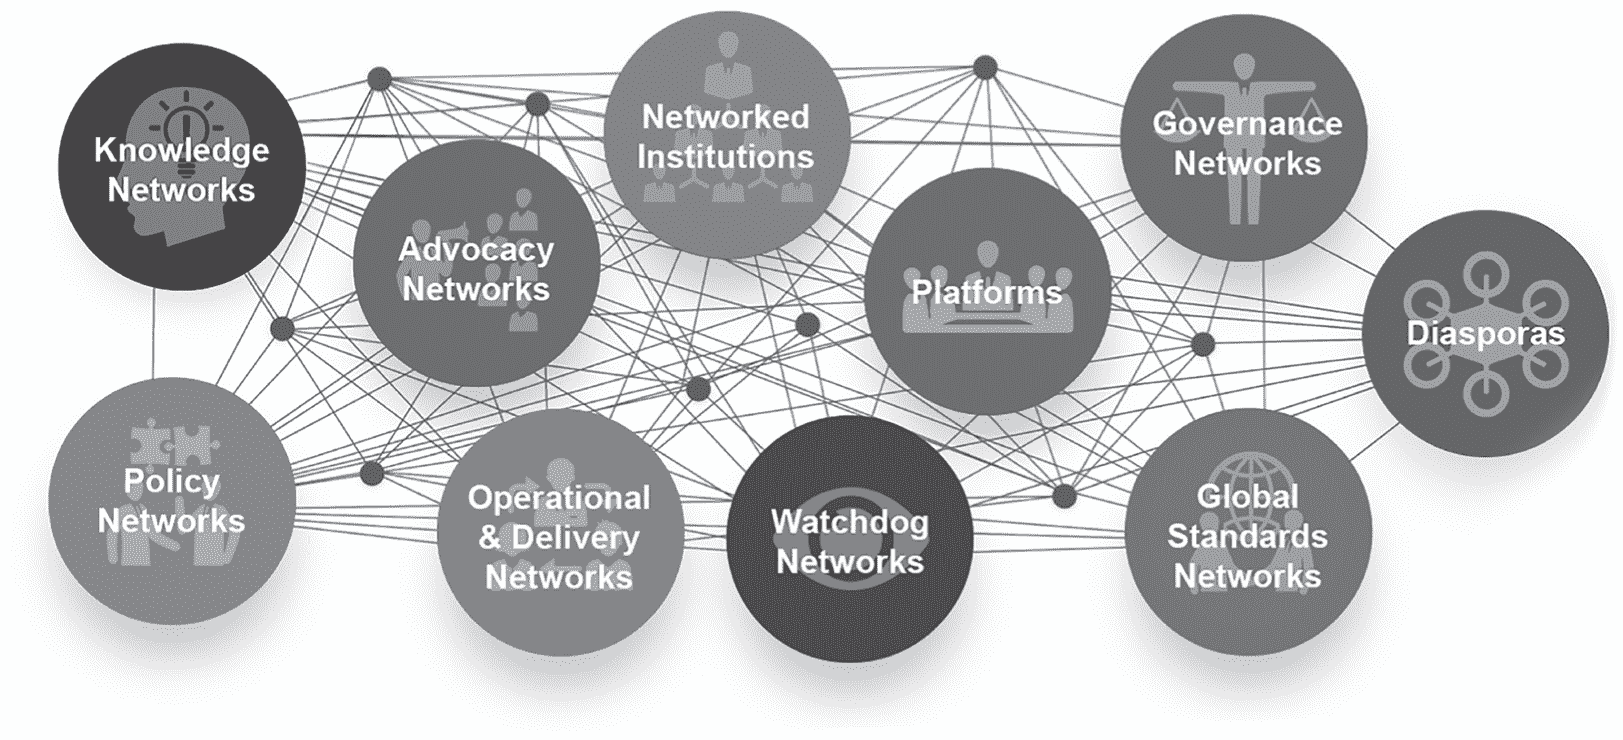 Knowledge
Networks
Networked
Institutions
Governance
Networks
Advocacy
Networks
Platforms
Diasporas
Policy
Networks
Operational
& Delivery
Networks
Watchdog
Networks
Global
Standards
Networks